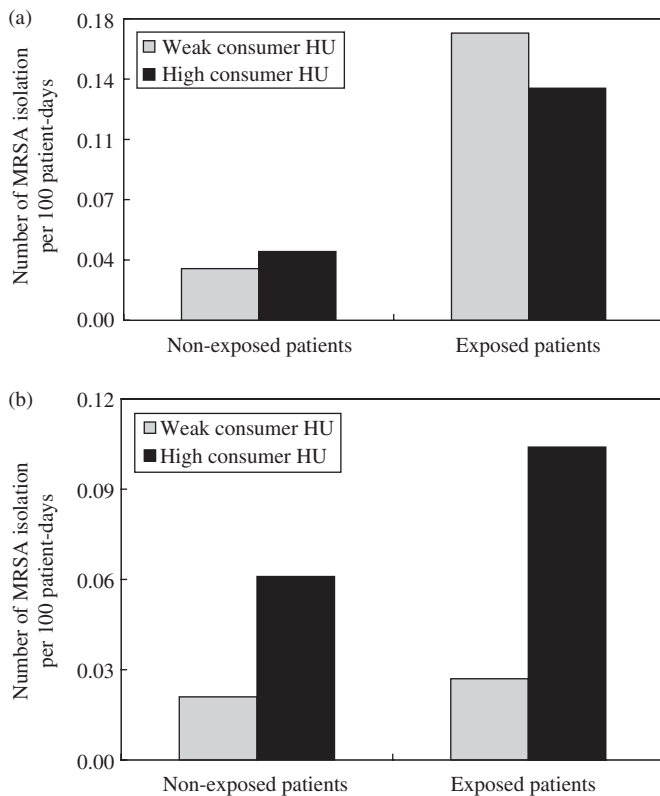 (a)
Number of MRSA isolation
per 100 patient-days
0.18
0.14
0.11
0.07
0.04
0.00
Weak consumer HU
High consumer HU
Non-exposed patients
Exposed patients
(b)
Number of MRSA isolation
per 100 patient-days
0.12
0.09
0.06
0.03
0.00
Weak consumer HU
High consumer HU
Non-exposed patients
Exposed patients